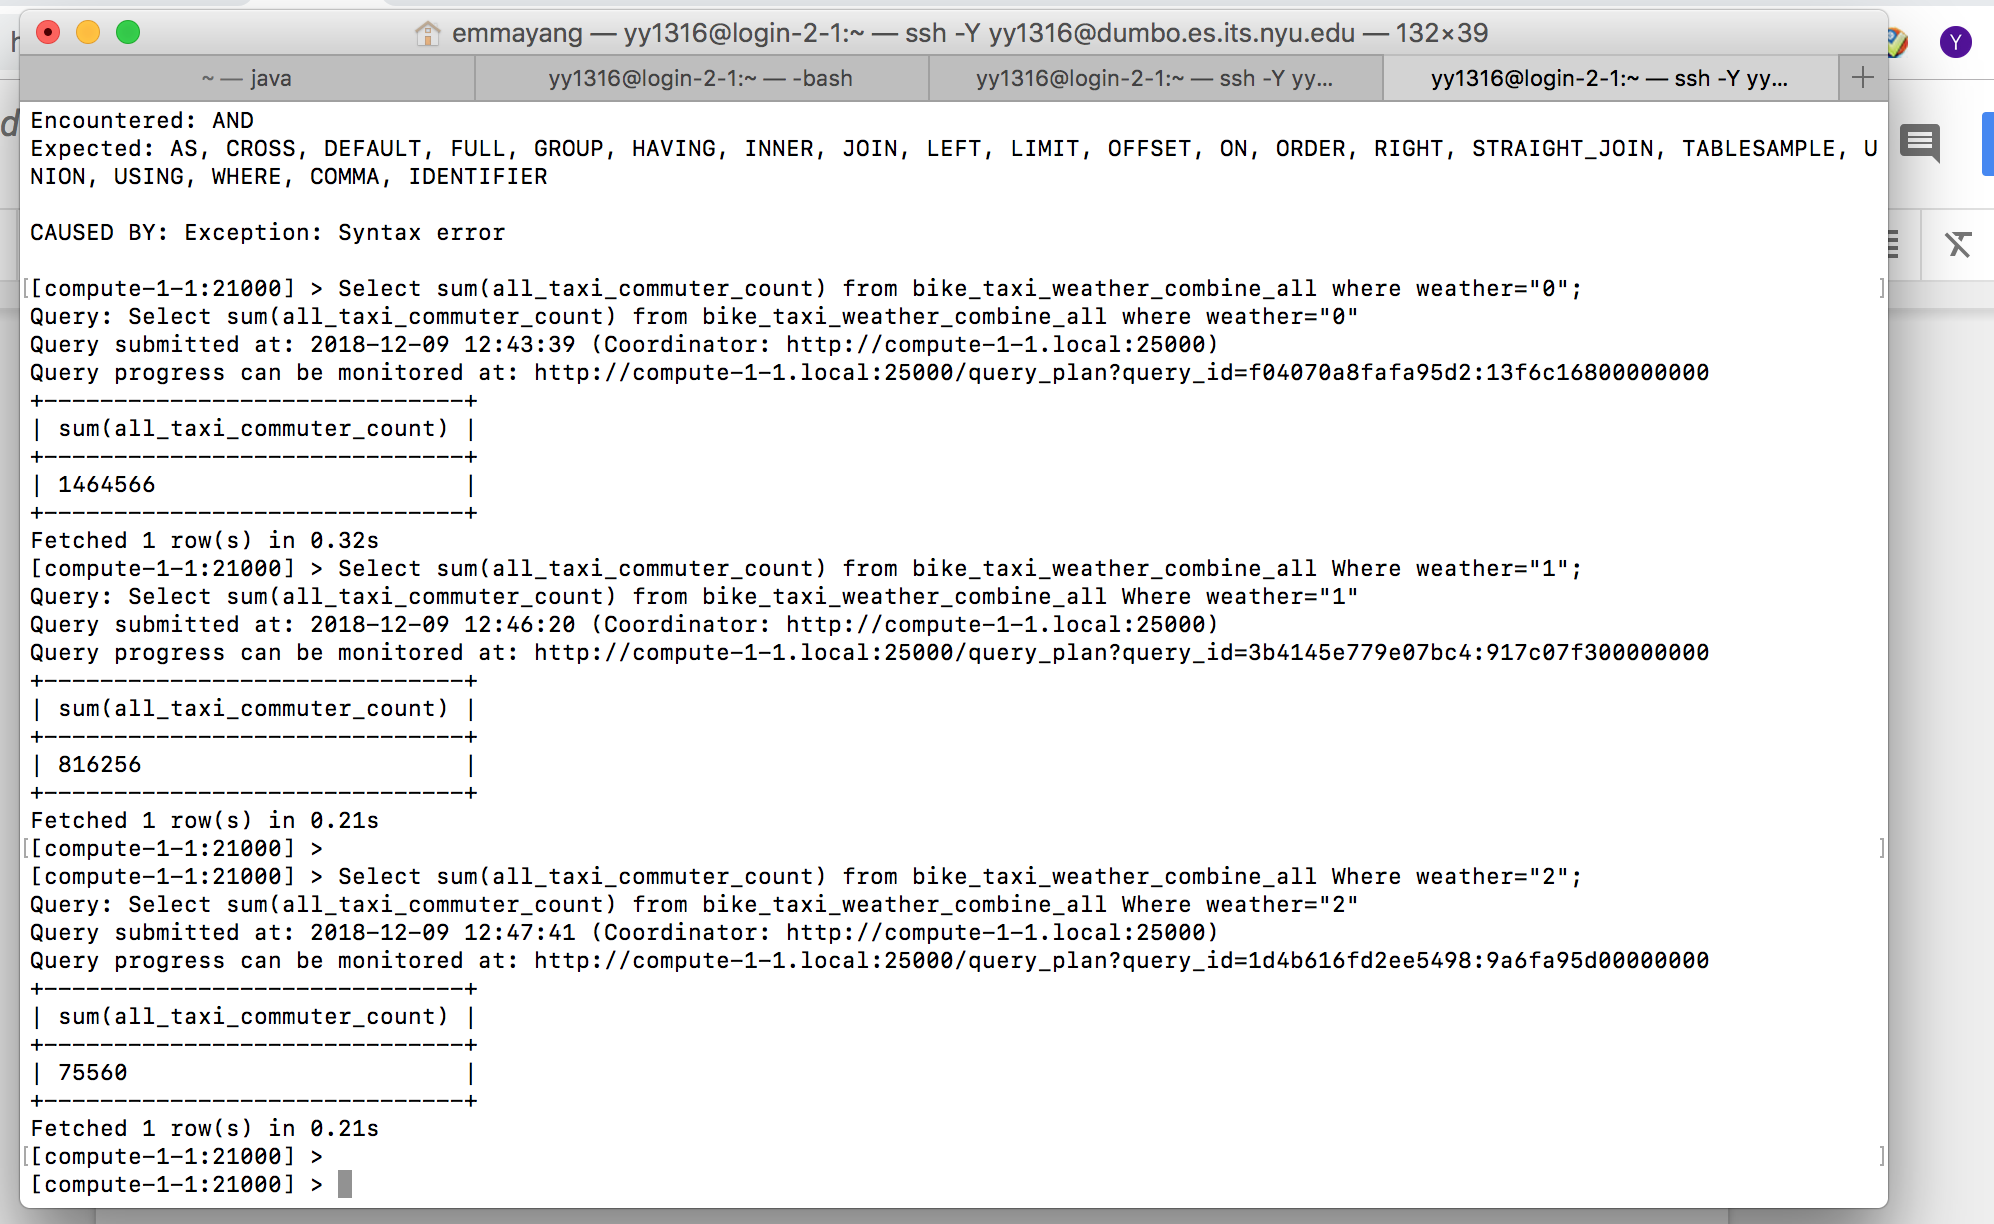 emmayang — yy1316@login-2-1:~ — ssh -Y yy1316@dumbo.es.its.nyu.edu — 132×39
Y
~ — java
yy1316@login-2-1:~ — -bash
yy1316@login-2-1:~ — ssh -Y yy...
yy1316@login-2-1:~ — ssh -Y yy...
Encountered: AND
Expected: AS, CROSS, DEFAULT, FULL, GROUP, HAVING, INNER, JOIN, LEFT, LIMIT, OFFSET, ON, ORDER, RIGHT, STRAIGHT_JOIN, TABLESAMPLE, U
NION, USING, WHERE, COMMA, IDENTIFIER
CAUSED BY: Exception: Syntax error
[[compute-1-1:21000] > Select sum(all_taxi_commuter_count) from bike_taxi_weather_combine_all where weather="0"; ]
Query: Select sum(all_taxi_commuter_count) from bike_taxi_weather_combine_all where weather="0"
Query submitted at: 2018-12-09 12:43:39 (Coordinator: http://compute-1-1.local:25000)
Query progress can be monitored at: http://compute-1-1.local:25000/query_plan?query_id=f04070a8fafa95d2:13f6c16800000000
+------------------------------+
| sum(all_taxi_commuter_count) |
+------------------------------+
| 1464566                      |
+------------------------------+
Fetched 1 row(s) in 0.32s
[compute-1-1:21000] > Select sum(all_taxi_commuter_count) from bike_taxi_weather_combine_all Where weather="1";
Query: Select sum(all_taxi_commuter_count) from bike_taxi_weather_combine_all Where weather="1"
Query submitted at: 2018-12-09 12:46:20 (Coordinator: http://compute-1-1.local:25000)
Query progress can be monitored at: http://compute-1-1.local:25000/query_plan?query_id=3b4145e779e07bc4:917c07f300000000
+------------------------------+
| sum(all_taxi_commuter_count) |
+------------------------------+
| 816256                       |
+------------------------------+
Fetched 1 row(s) in 0.21s
[[compute-1-1:21000] > ]
[compute-1-1:21000] > Select sum(all_taxi_commuter_count) from bike_taxi_weather_combine_all Where weather="2";
Query: Select sum(all_taxi_commuter_count) from bike_taxi_weather_combine_all Where weather="2"
Query submitted at: 2018-12-09 12:47:41 (Coordinator: http://compute-1-1.local:25000)
Query progress can be monitored at: http://compute-1-1.local:25000/query_plan?query_id=1d4b616fd2ee5498:9a6fa95d00000000
+------------------------------+
| sum(all_taxi_commuter_count) |
+------------------------------+
| 75560                        |
+------------------------------+
Fetched 1 row(s) in 0.21s
[[compute-1-1:21000] > ]
[compute-1-1:21000] >